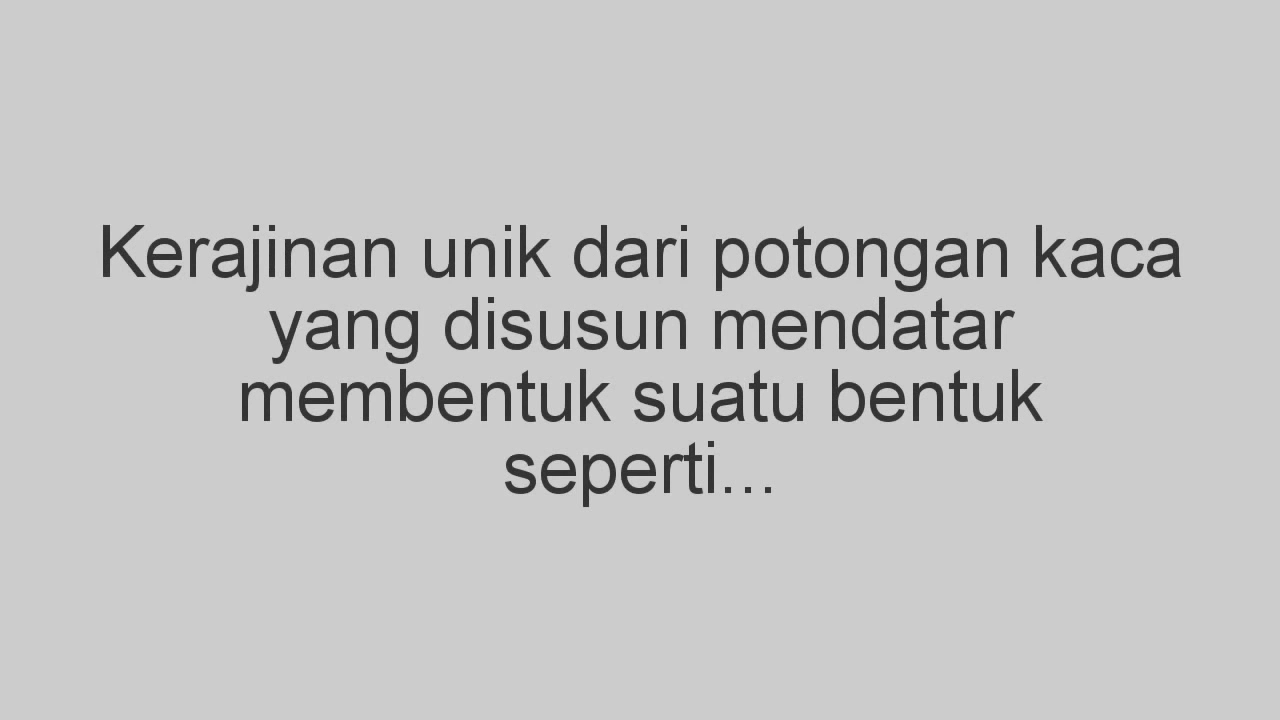 Kerajinan unik dari potongan kaca
yang disusun mendatar
membentuk suatu bentuk
seperti...